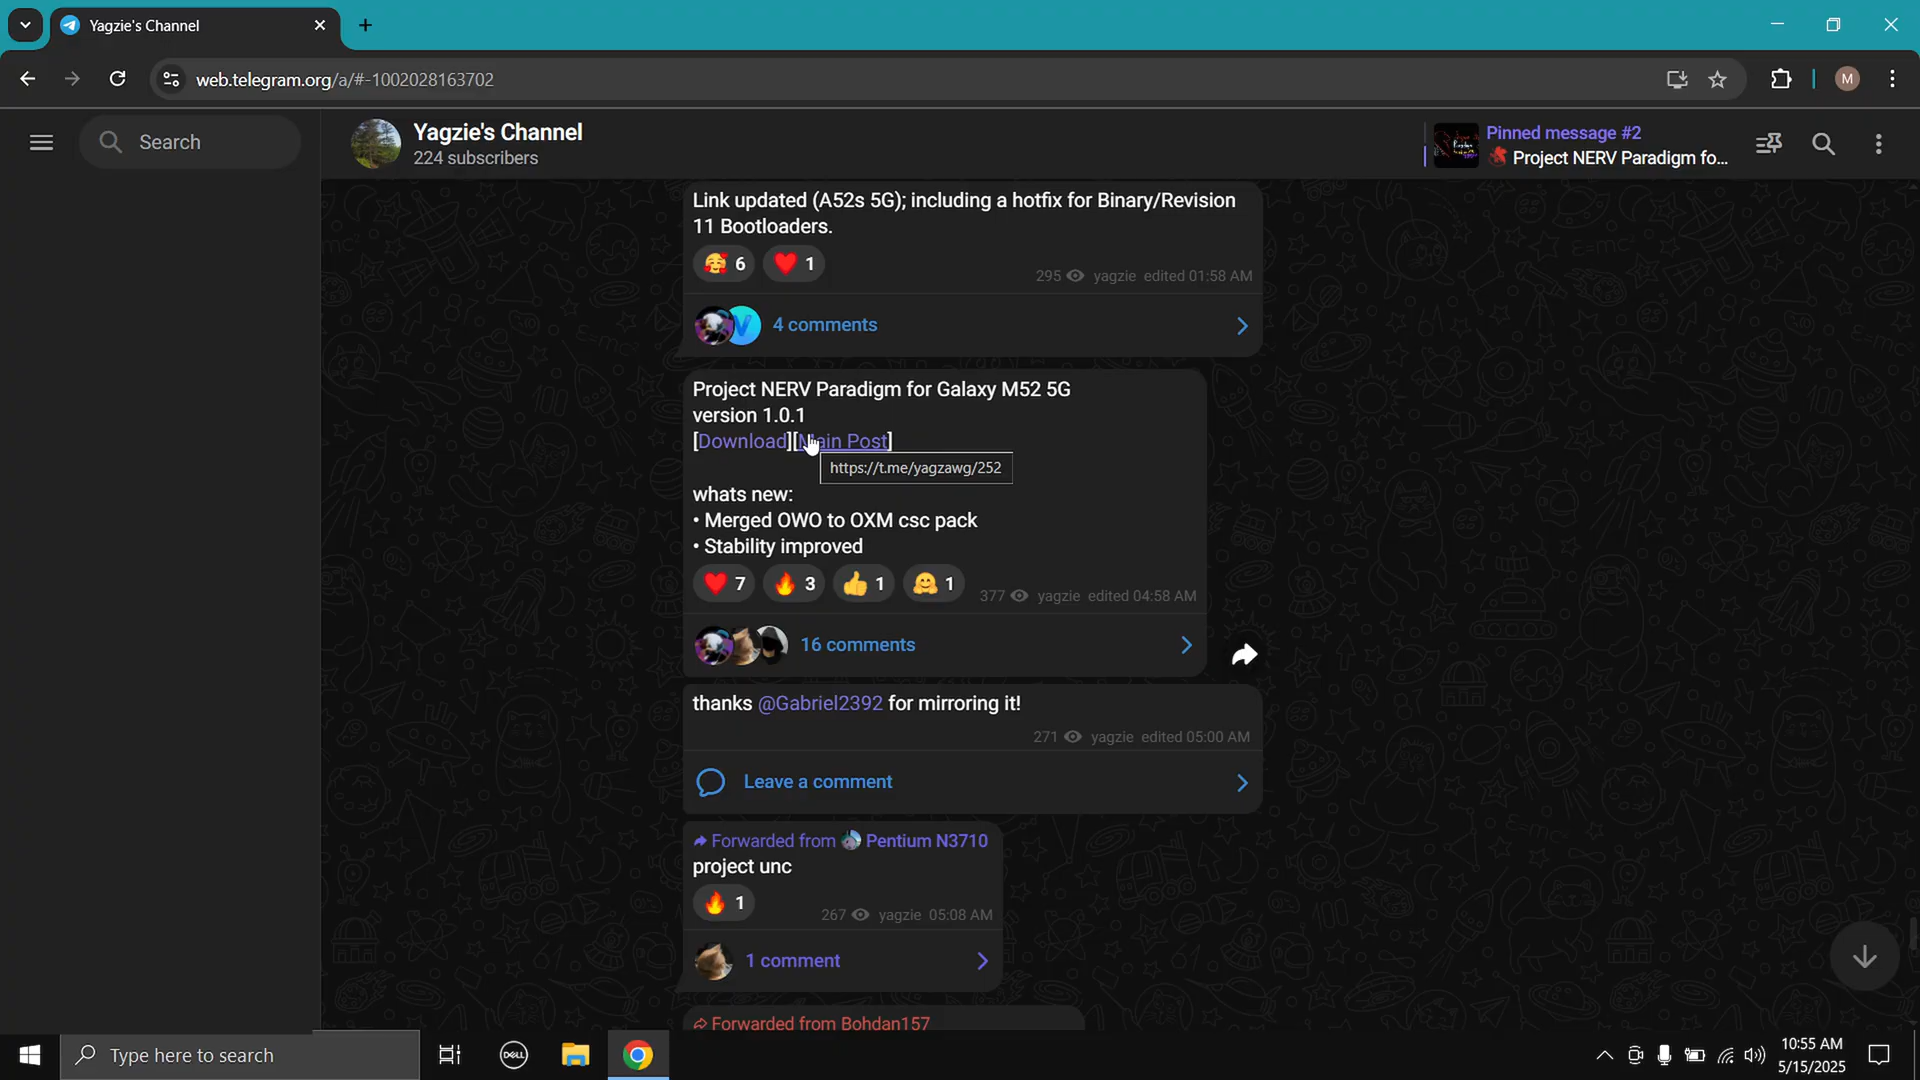 Yagzie's Channel
web.telegram.org/a/#-1002028163702
M
Search
Yagzie's Channel
224 subscribers
Pinned message #2
Project NERV Paradigm fo...
Link updated (A52s 5G); including a hotfix for Binary/Revision
11 Bootloaders.
6 1
295 yagzie edited 01:58 AM
V 4 comments
Project NERV Paradigm for Galaxy M52 5G
version 1.0.1
[Download][Main Post]
https://t.me/yagzawg/252
whats new:
• Merged OWO to OXM csc pack
• Stability improved
7 3 1 1 377 yagzie edited 04:58 AM
16 comments
thanks @Gabriel2392 for mirroring it!
271 yagzie edited 05:00 AM
Leave a comment
Forwarded from Pentium N3710
project unc
1 267 yagzie 05:08 AM
1 comment
Forwarded from Bohdan157
Type here to search
DELL
10:55 AM
5/15/2025